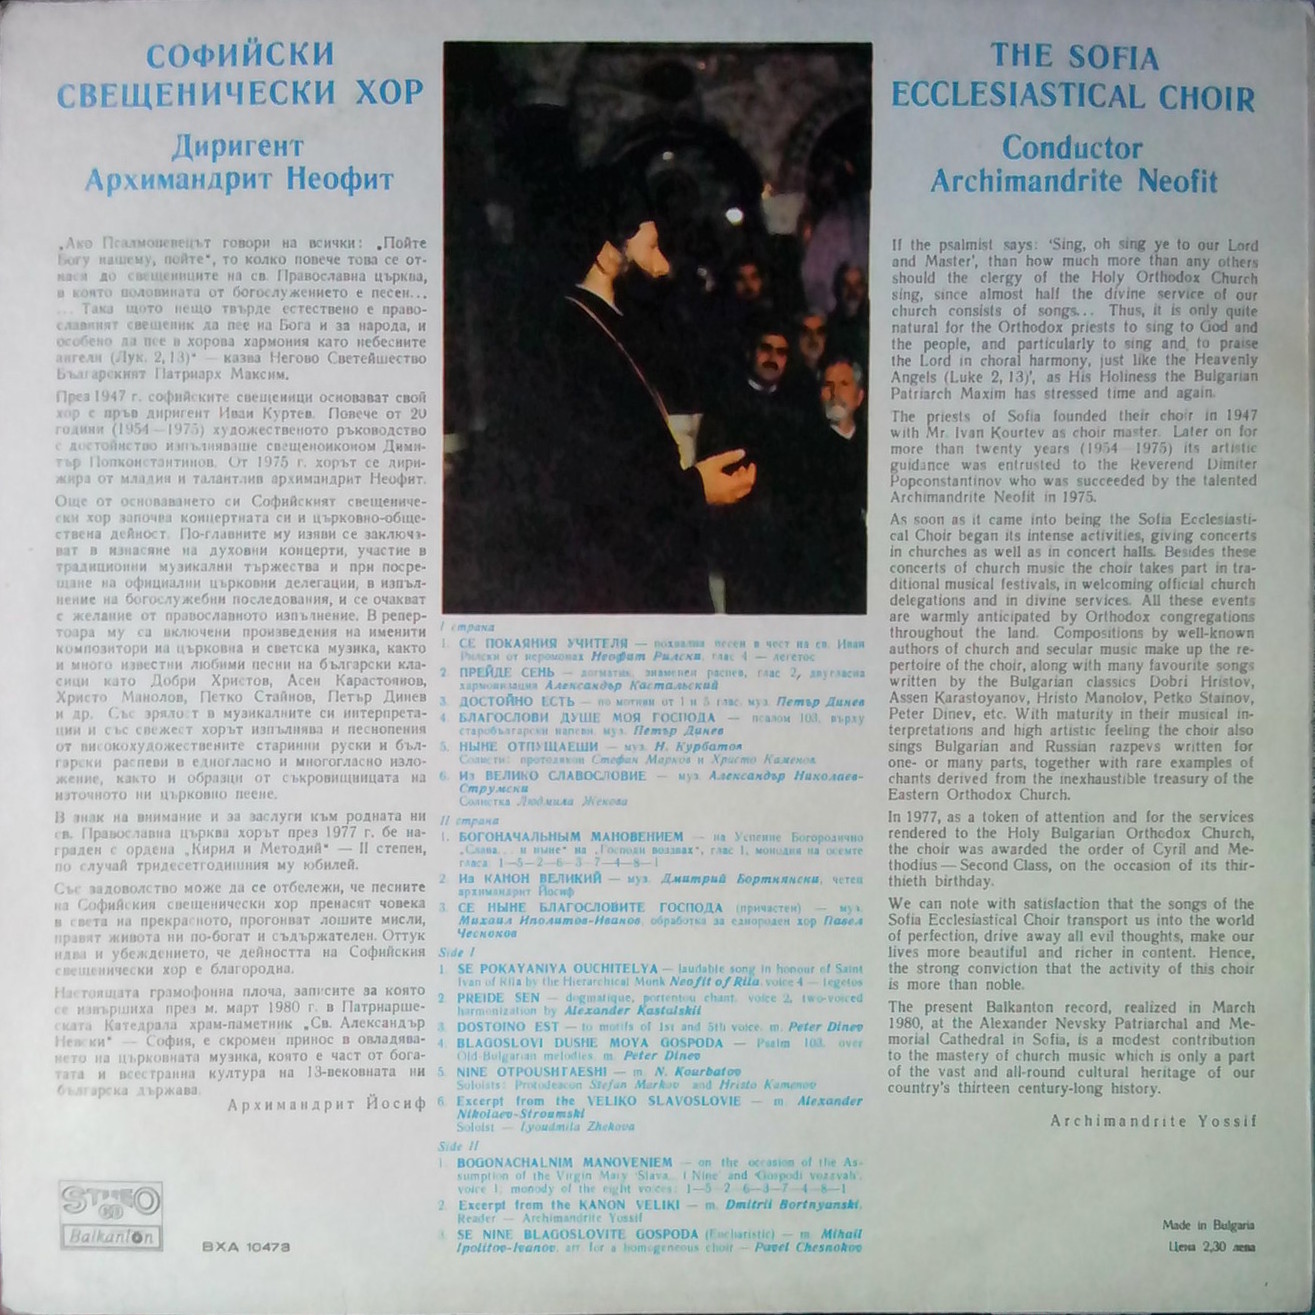 СОФИЙСКИ
СВЕЩЕНИЧЕСКИ ХОР
Диригент
Архимандрит Неофит
„Ако Псалмопевецът говори на всички: „Пойте
Богу нашему, пойте“, то колко повече това се от-
нася до свещениците на св. Православна църква,
в която половината от богослужението е песен...
... Така щото нещо твърде естествено е право-
славният свещеник да пее на Бога и за народа, и
особено да пее в хорова хармония като небесните
ангели (Лук. 2, 13)“ — казва Негово Светейшество
Българският Патриарх Максим.
През 1947 г. софийските свещеници основават свой
хор с пръв диригент Иван Куртев. Повече от 20
години (1954—1975) художественото ръководство
с достойнство изпълняваше свещеноиконом Дими-
тър Попконстантинов. От 1975 г. хорът се дири-
жира от младия и талантлив архимандрит Неофит.
Още от основаването си Софийският свещениче-
ски хор започва концертната си и църковно-обще-
ствена дейност. По-главните му изяви се заключа-
ват в изнасяне на духовни концерти, участие в
традиционни музикални тържества и при посре-
щане на официални църковни делегации, в изпъл-
нение на богослужебни последования, и се очакват
с желание от православното изпълнение. В репер-
тоара му са включени произведения на именити
композитори на църковна и светска музика, както
и много известни любими песни на български кла-
сици като Добри Христов, Асен Карастоянов,
Христо Манолов, Петко Стайнов, Петър Динев
и др. Със зрялост в музикалните си интерпрета-
ции и със свежест хорът изпълнява и песнопения
от високохудожествените старинни руски и бъл-
гарски распеви в едногласно и многогласно изло-
жение, както и образци от съкровищницата на
източното ни църковно пеене.
В знак на внимание и за заслуги към родната ни
св. Православна църква хорът през 1977 г. бе на-
граден с ордена „Кирил и Методий“ — II степен,
по случай тридесетгодишния му юбилей.
Със задоволство може да се отбележи, че песните
на Софийския свещенически хор пренасят човека
в света на прекрасното, прогонват лошите мисли,
правят живота ни по-богат и съдържателен. Оттук
идва и убеждението, че дейността на Софийския
свещенически хор е благородна.
Настоящата грамофонна плоча, записите за която
се извършиха през м. март 1980 г. в Патриарше-
ската Катедрала храм-паметник „Св. Александър
Невски“ — София, е скромен принос в овладява-
нето на църковната музика, която е част от бога-
тата и всестранна култура на 13-вековната ни
българска държава.
Архимандрит Йосиф
STEREO
Balkanton
ВХА 10473
I страна
1. СЕ ПОКАЯНИЯ УЧИТЕЛЯ — похвална песен в чест на св. Иван
Рилски от йеромонах Неофит Рилски, глас 4 — легетос
2. ПРЕЙДЕ СЕНЬ — догматик, знаменен распев, глас 2, двугласна
хармонизация Александър Кастальский
3. ДОСТОЙНО ЕСТЬ — по мотиви от 1 и 5 глас, муз. Петър Динев
4. БЛАГОСЛОВИ ДУШЕ МОЯ ГОСПОДА — псалом 103, върху
старобългарски напеви, муз. Петър Динев
5. НЫНЕ ОТПУЩАЕШИ — муз. Н. Курбатов
Солисти: протодякон Стефан Марков и Христо Каменов
6. Из ВЕЛИКО СЛАВОСЛОВИЕ — муз. Александър Николаев-
Струмски
Солистка Людмила Жекова
II страна
1. БОГОНАЧАЛЬНЫМ МАНОВЕНИЕМ — на Успение Богородично
„Слава... и ныне“ на „Господи воззвах“, глас 1, монодия на осемте
гласа 1—5—2—6—3—7—4—8—1
2. Из КАНОН ВЕЛИКИЙ — муз. Дмитрий Бортнянски, четец
архимандрит Йосиф
3. СЕ НЫНЕ БЛАГОСЛОВИТЕ ГОСПОДА (причастен) — муз.
Михаил Иполитов-Иванов, обработка за еднороден хор Павел
Чесноков
Side I
1. SE POKAYANIYA OUCHITELYA — laudable song in honour of Saint
Ivan of Rila by the Hierarchical Monk Neofit of Rila, voice 4 — legetos
2. PREIDE SEN — dogmatique, portentou chant, voice 2, two-voiced
harmonization by Alexander Kastalskii
3. DOSTOINO EST — to motifs of 1st and 5th voice, m. Peter Dinev
4. BLAGOSLOVI DUSHE MOYA GOSPODA — Psalm 103, over
Old-Bulgarian melodies, m. Peter Dinev
5. NINE OTPOUSHTAESHI — m. N. Kourbatov
Soloists: Protodeacon Stefan Markov and Hristo Kamenov
6. Excerpt from the VELIKO SLAVOSLOVIE — m. Alexander
Nikolaev-Stroumski
Soloist — Lyoudmila Zhekova
Side II
1. BOGONACHALNIM MANOVENIEM — on the occasion of the As-
sumption of the Virgin Mary 'Slava.. I Nine' and 'Gospodi vozzvah',
voice 1, monody of the eight voices: 1—5—2—6—3—7—4—8—1
2. Excerpt from the KANON VELIKI — m. Dmitrii Bortnyanski,
Reader — Archimandrite Yossif
3. SE NINE BLAGOSLOVITE GOSPODA (Eucharistic) — m. Mihail
Ipolitov-Ivanov, arr. for a homogeneous choir — Pavel Chesnokov
THE SOFIA
ECCLESIASTICAL CHOIR
Conductor
Archimandrite Neofit
If the psalmist says: ‘Sing, oh sing ye to our Lord
and Master’, than how much more than any others
should the clergy of the Holy Orthodox Church
sing, since almost half the divine service of our
church consists of songs... Thus, it is only quite
natural for the Orthodox priests to sing to God and
the people, and particularly to sing and, to praise
the Lord in choral harmony, just like the Heavenly
Angels (Luke 2, 13)’, as His Holiness the Bulgarian
Patriarch Maxim has stressed time and again.
The priests of Sofia founded their choir in 1947
with Mr. Ivan Kourtev as choir master. Later on for
more than twenty years (1954—1975) its artistic
guidance was entrusted to the Reverend Dimiter
Popconstantinov who was succeeded by the talented
Archimandrite Neofit in 1975.
As soon as it came into being the Sofia Ecclesiasti-
cal Choir began its intense activities, giving concerts
in churches as well as in concert halls. Besides these
concerts of church music the choir takes part in tra-
ditional musical festivals, in welcoming official church
delegations and in divine services. All these events
are warmly anticipated by Orthodox congregations
throughout the land. Compositions by well-known
authors of church and secular music make up the re-
pertoire of the choir, along with many favourite songs
written by the Bulgarian classics Dobri Hristov,
Assen Karastoyanov, Hristo Manolov, Petko Stainov,
Peter Dinev, etc. With maturity in their musical in-
terpretations and high artistic feeling the choir also
sings Bulgarian and Russian razpevs written for
one- or many parts, together with rare examples of
chants derived from the inexhaustible treasury of the
Eastern Orthodox Church.
In 1977, as a token of attention and for the services
rendered to the Holy Bulgarian Orthodox Church,
the choir was awarded the order of Cyril and Me-
thodius — Second Class, on the occasion of its thir-
thieth birthday.
We can note with satisfaction that the songs of the
Sofia Ecclesiastical Choir transport us into the world
of perfection, drive away all evil thoughts, make our
lives more beautiful and richer in content. Hence,
the strong conviction that the activity of this choir
is more than noble.
The present Balkanton record, realized in March
1980, at the Alexander Nevsky Patriarchal and Me-
morial Cathedral in Sofia, is a modest contribution
to the mastery of church music which is only a part
of the vast and all-round cultural heritage of our
country’s thirteen century-long history.
Archimandrite Yossif
Made in Bulgaria
Цена 2,30 лева